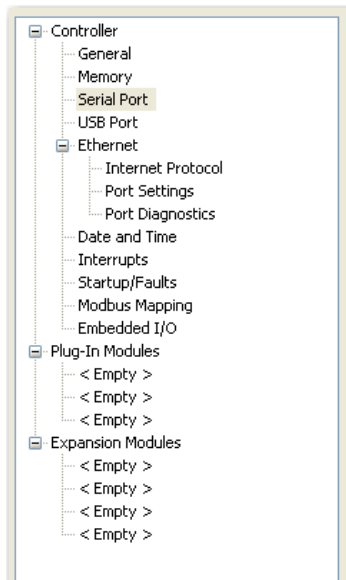 Controller
General
Memory
Serial Port
USB Port
Ethernet
Internet Protocol
Port Settings
Port Diagnostics
Date and Time
Interrupts
Startup/Faults
Modbus Mapping
Embedded I/O
Plug-In Modules
< Empty >
< Empty >
< Empty >
Expansion Modules
< Empty >
< Empty >
< Empty >
< Empty >